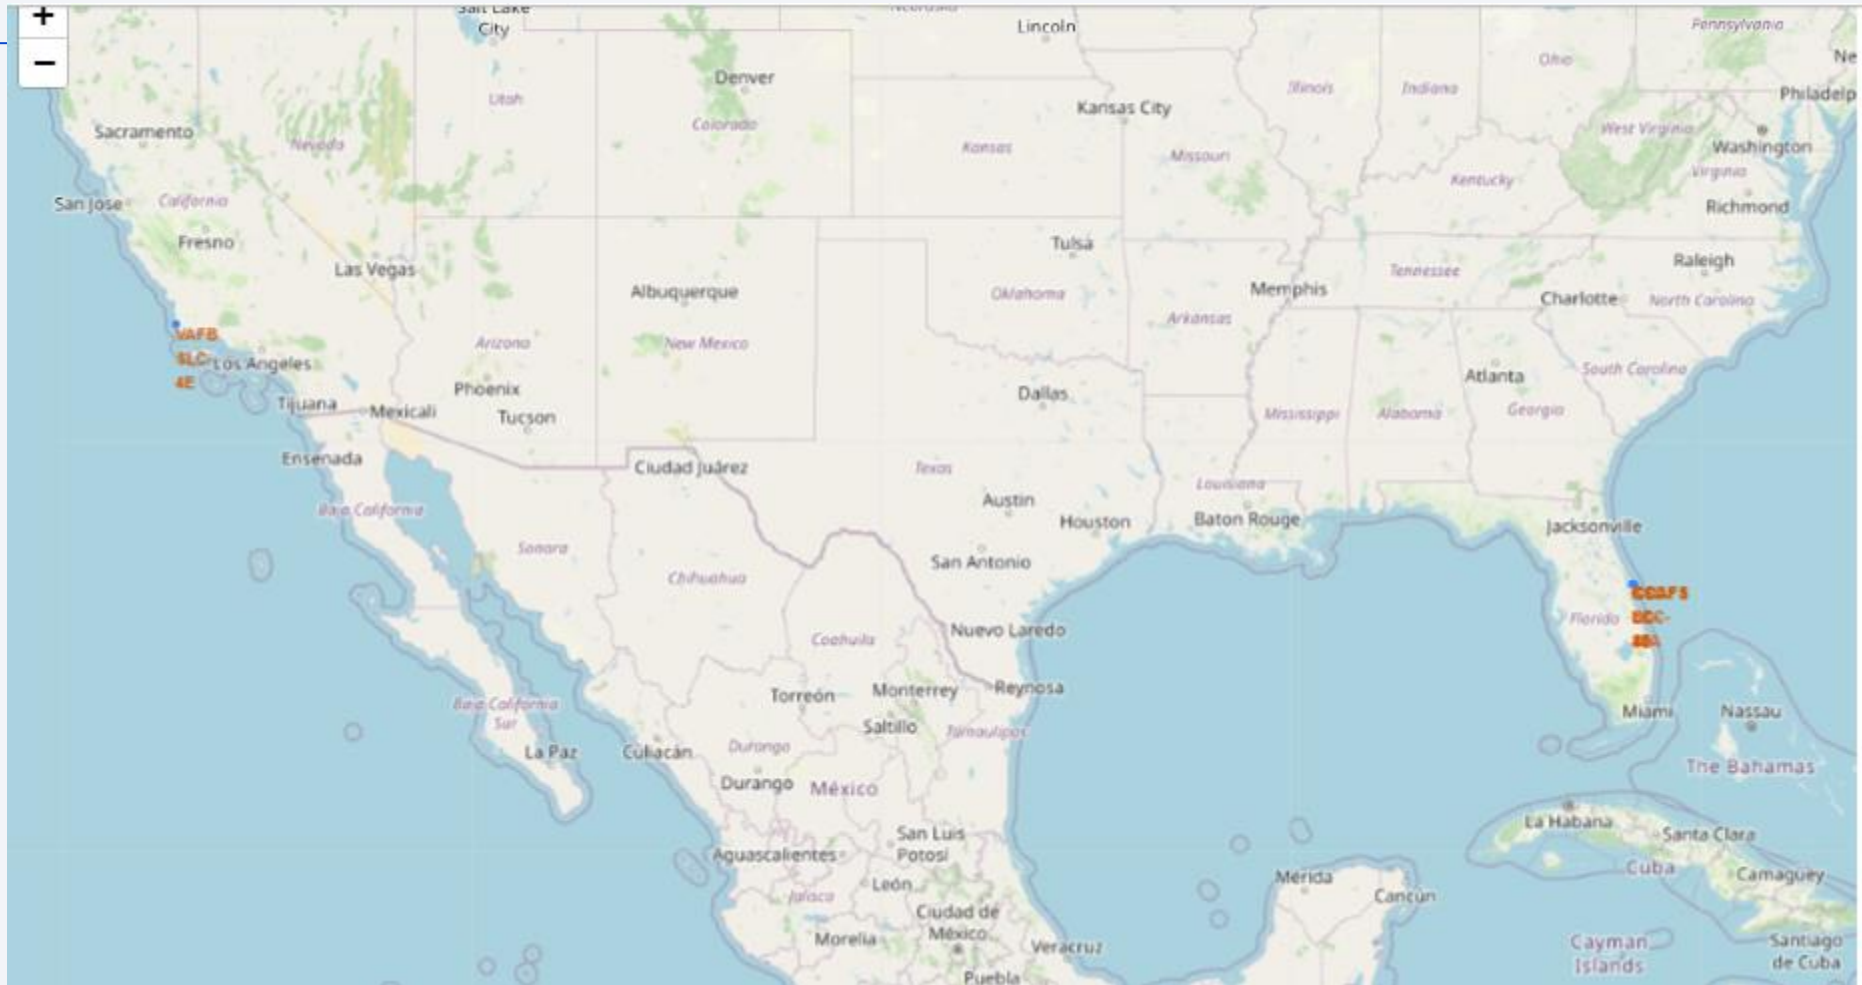 +
−
Salt Lake
City
Nebraska
Lincoln
Pennsylvania
Ohio
Illinois
Indiana
Denver
Utah
Colorado
Kansas City
Philadelp
Ne
Sacramento
Nevada
Kansas
Missouri
West Virginia
Washington
Virginia
Kentucky
San Jose
California
Richmond
Fresno
Las Vegas
Tulsa
Tennessee
Raleigh
Albuquerque
Oklahoma
Memphis
Charlotte
North Carolina
Arkansas
VAFB
SLC-
4E
Los Angeles
Arizona
New Mexico
Phoenix
Dallas
Atlanta
South Carolina
Tijuana
Mexicali
Tucson
Mississippi
Alabama
Georgia
Ensenada
Ciudad Juárez
Texas
Louisiana
Baja California
Austin
Houston
Baton Rouge
Jacksonville
Sonora
Chihuahua
San Antonio
Florida
Coahuila
Nuevo Laredo
Torreón
Monterrey
Reynosa
Baja California
Sur
Saltillo
Tamaulipas
Miami
Nassau
La Paz
Culiacán
Durango
Durango
México
The Bahamas
San Luis
Potosí
La Habana
Santa Clara
Aguascalientes
León
Jalisco
Mérida
Cancún
Cuba
Camagüey
Ciudad de
México
Morelia
Veracruz
Puebla
Cayman
Islands
Santiago
de Cuba